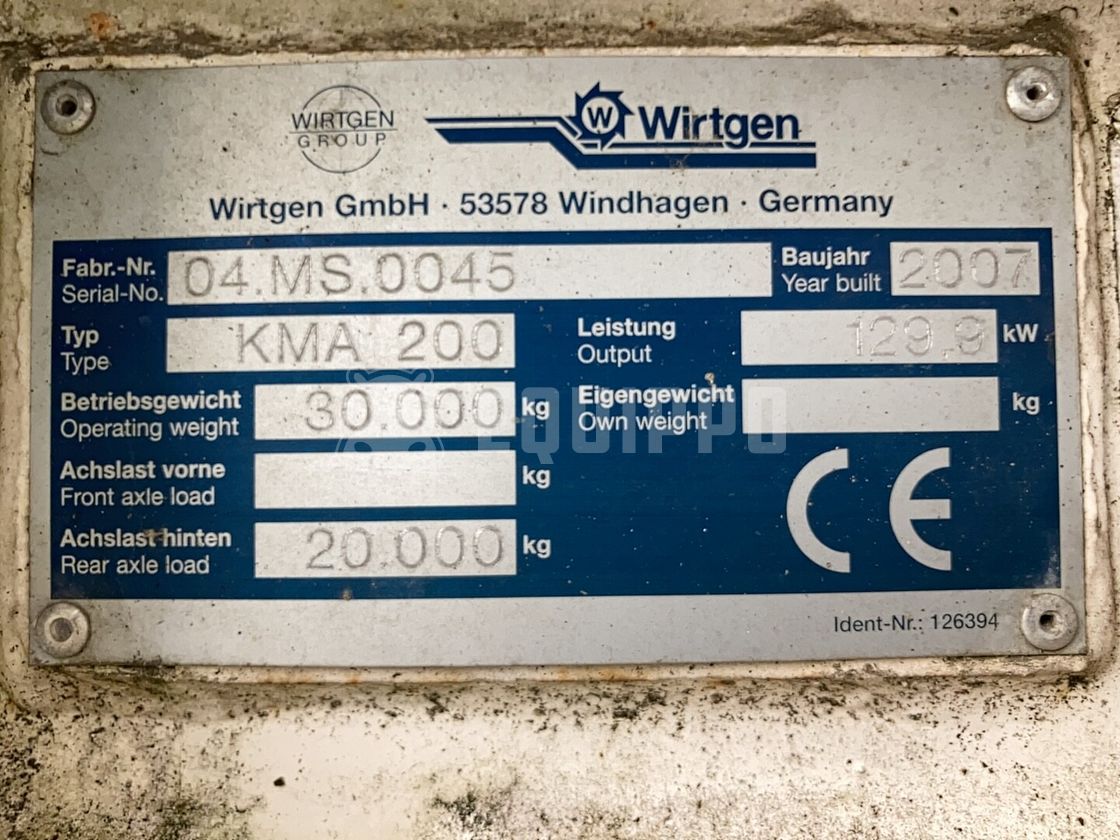 WIRTGEN
GROUP
W Wirtgen
Wirtgen GmbH · 53578 Windhagen · Germany
Fabr.-Nr.
Serial-No.
04.MS.0045
Baujahr
Year built
2007
Typ
Type
KMA 200
Leistung
Output
129,9 kW
Betriebsgewicht
Operating weight
30.000 kg
Eigengewicht
Own weight
kg
EQUIPPO
Achslast vorne
Front axle load
kg
Achslast hinten
Rear axle load
20.000 kg
CE
Ident-Nr.: 126394